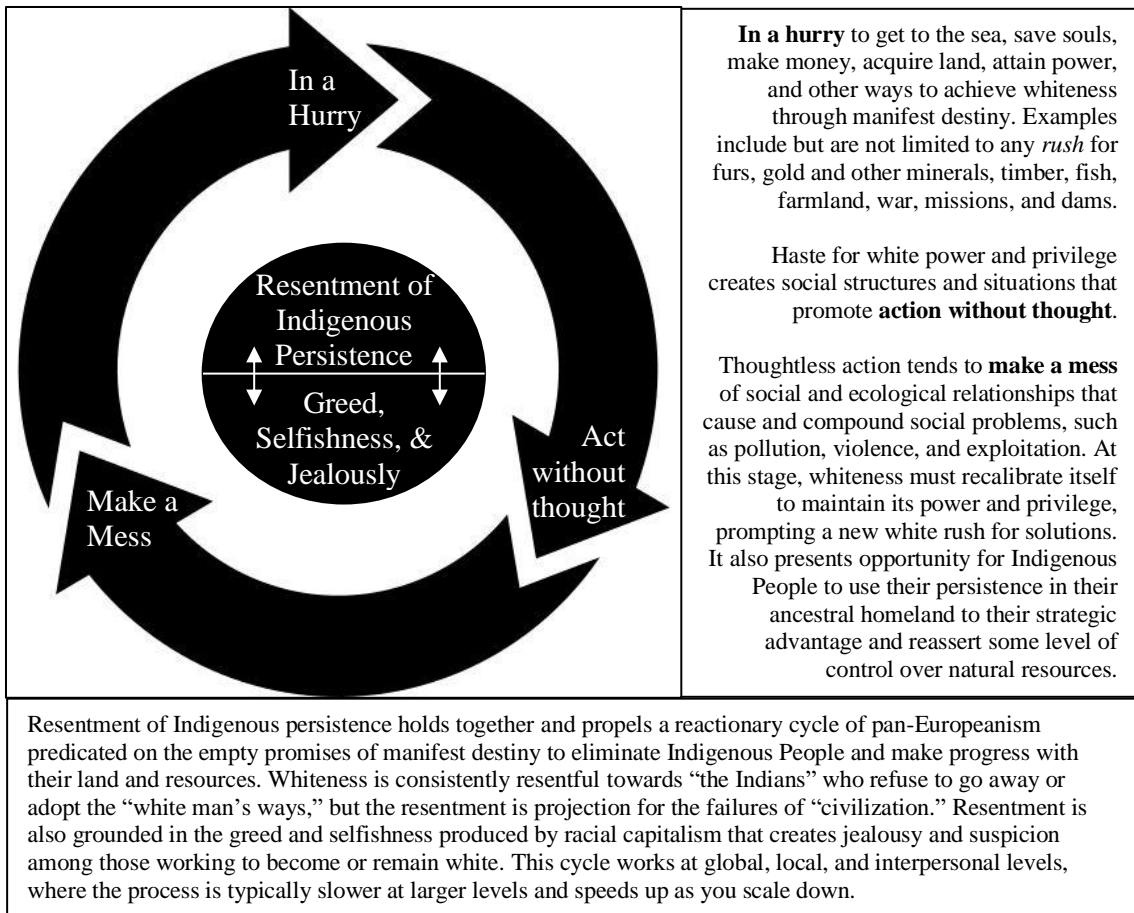 In a
Hurry
Resentment of
Indigenous
Persistence
Greed,
Selfishness, &
Jealously
Act
without
thought
Make a
Mess
In a hurry to get to the sea, save souls,
make money, acquire land, attain power,
and other ways to achieve whiteness
through manifest destiny. Examples
include but are not limited to any rush for
furs, gold and other minerals, timber, fish,
farmland, war, missions, and dams.
Haste for white power and privilege
creates social structures and situations that
promote action without thought.
Thoughtless action tends to make a mess
of social and ecological relationships that
cause and compound social problems, such
as pollution, violence, and exploitation. At
this stage, whiteness must recalibrate itself
to maintain its power and privilege,
prompting a new white rush for solutions.
It also presents opportunity for Indigenous
People to use their persistence in their
ancestral homeland to their strategic
advantage and reassert some level of
control over natural resources.
Resentment of Indigenous persistence holds together and propels a reactionary cycle of pan-Europeanism
predicated on the empty promises of manifest destiny to eliminate Indigenous People and make progress with
their land and resources. Whiteness is consistently resentful towards “the Indians” who refuse to go away or
adopt the “white man’s ways,” but the resentment is projection for the failures of “civilization.” Resentment is
also grounded in the greed and selfishness produced by racial capitalism that creates jealousy and suspicion
among those working to become or remain white. This cycle works at global, local, and interpersonal levels,
where the process is typically slower at larger levels and speeds up as you scale down.